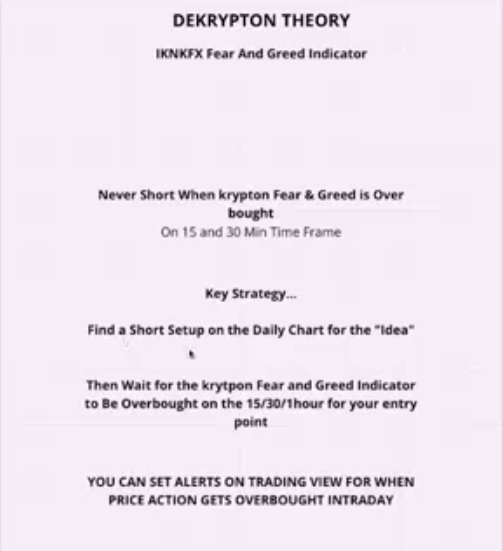 DEKRYPTON THEORY
IKNKFX Fear And Greed Indicator
Never Short When krypton Fear & Greed is Over
bought
On 15 and 30 Min Time Frame
Key Strategy...
Find a Short Setup on the Daily Chart for the "Idea"
Then Wait for the krytpon Fear and Greed Indicator
to Be Overbought on the 15/30/1hour for your entry
point
YOU CAN SET ALERTS ON TRADING VIEW FOR WHEN
PRICE ACTION GETS OVERBOUGHT INTRADAY